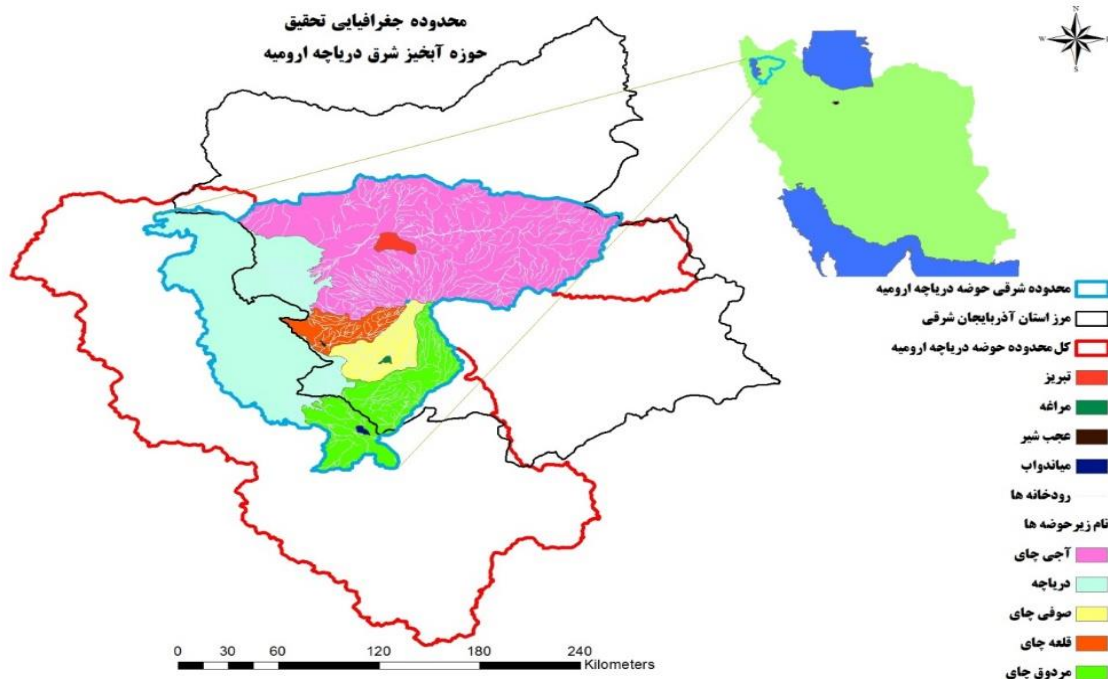 محدوده جغرافیایی تحقیق
حوزه آبخیز شرق دریاچه ارومیه
N
W
E
S
محدوده شرقی حوضه دریاچه ارومیه
مرز استان آذربایجان شرقی
کل محدوده حوضه دریاچه ارومیه
تبریز
مراغه
عجب شیر
میاندواب
رودخانه ها
نام زیرحوضه ها
آجی چای
دریاچه
صوفی چای
قلعه چای
مردوق چای
0 30 60 120 180 240
Kilometers